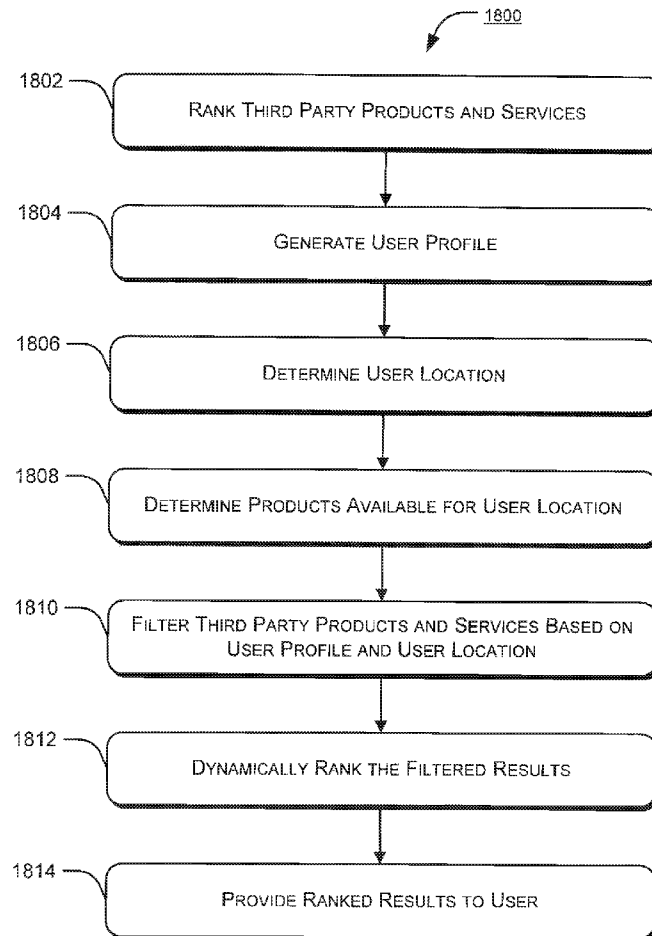 1800
1802
RANK THIRD PARTY PRODUCTS AND SERVICES
1804
GENERATE USER PROFILE
1806
DETERMINE USER LOCATION
1808
DETERMINE PRODUCTS AVAILABLE FOR USER LOCATION
1810
FILTER THIRD PARTY PRODUCTS AND SERVICES BASED ON
USER PROFILE AND USER LOCATION
1812
DYNAMICALLY RANK THE FILTERED RESULTS
1814
PROVIDE RANKED RESULTS TO USER